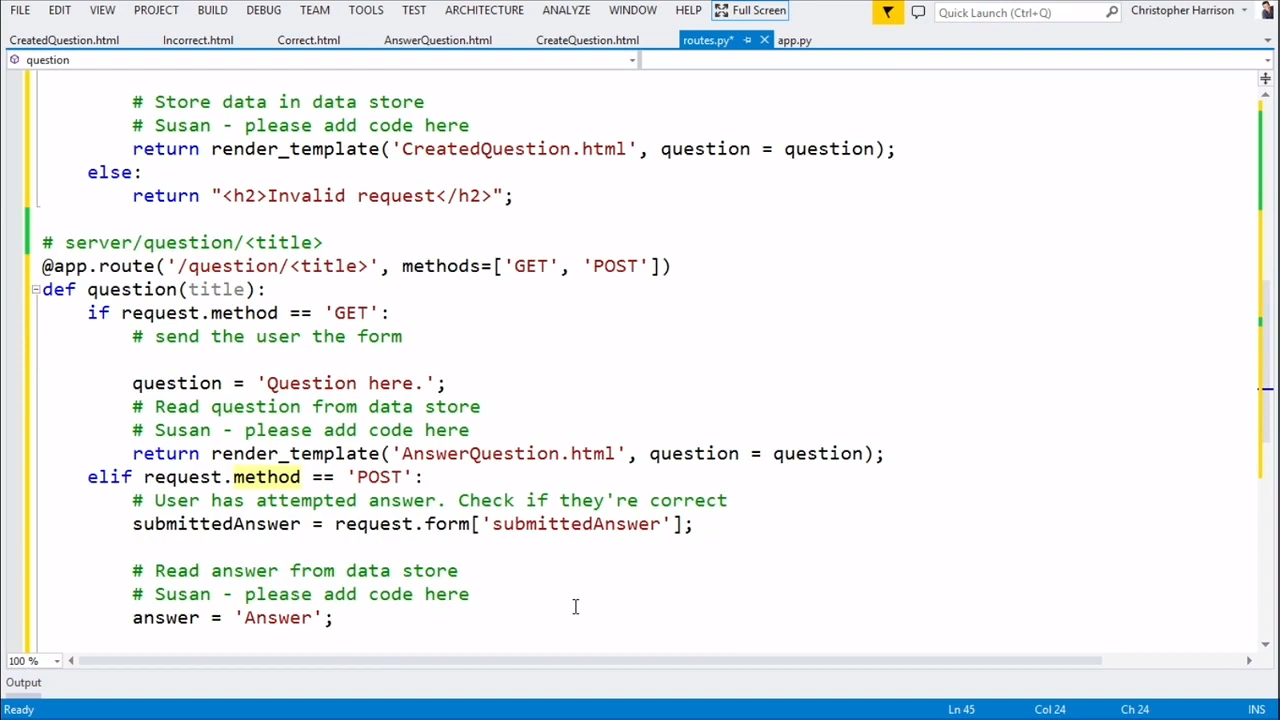 FILE EDIT VIEW PROJECT BUILD DEBUG TEAM TOOLS TEST ARCHITECTURE ANALYZE WINDOW HELP Full Screen Quick Launch (Ctrl+Q) Christopher Harrison
CreatedQuestion.html Incorrect.html Correct.html AnswerQuestion.html CreateQuestion.html routes.py* app.py
question
# Store data in data store
# Susan - please add code here
return render_template('CreatedQuestion.html', question = question);
else:
return "<h2>Invalid request</h2>";
# server/question/<title>
@app.route('/question/<title>', methods=['GET', 'POST'])
def question(title):
if request.method == 'GET':
# send the user the form
question = 'Question here.';
# Read question from data store
# Susan - please add code here
return render_template('AnswerQuestion.html', question = question);
elif request.method == 'POST':
# User has attempted answer. Check if they're correct
submittedAnswer = request.form['submittedAnswer'];
# Read answer from data store
# Susan - please add code here
answer = 'Answer';
100 %
Output
Ready Ln 45 Col 24 Ch 24 INS